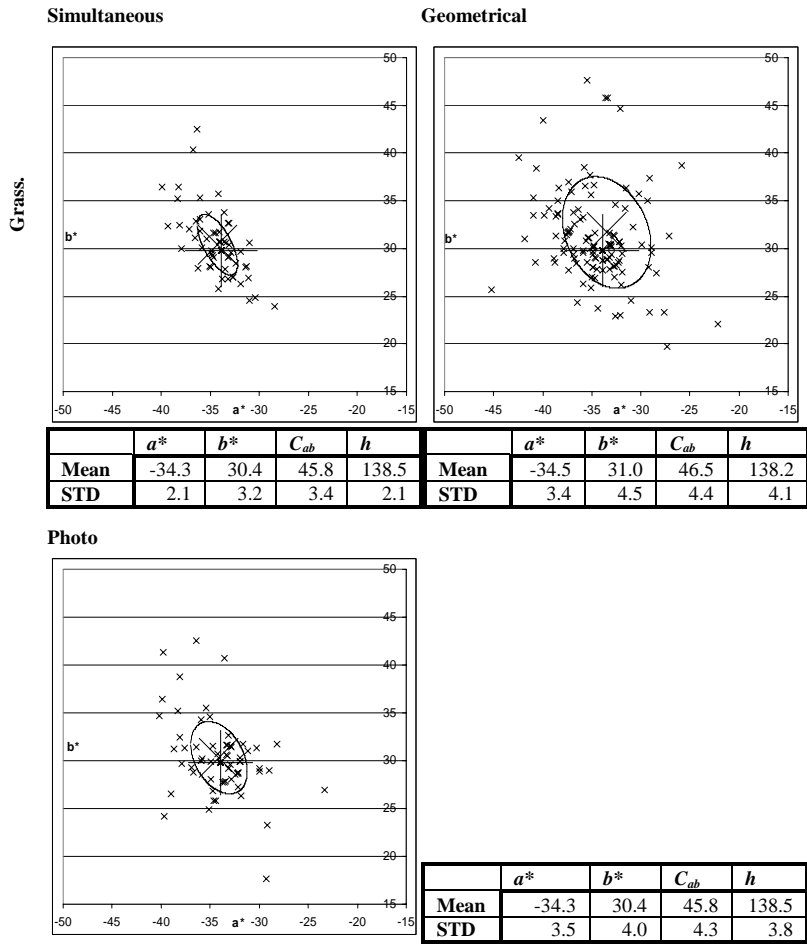 Simultaneous Geometrical
Grass.
50 50
45 45
40 40
35 35
b* 30 b* 30
25 25
20 20
15 15
-50 -45 -40 -35 a* -30 -25 -20 -15 -50 -45 -40 -35 a* -30 -25 -20 -15
a* b* Cab h a* b* Cab h
Mean -34.3 30.4 45.8 138.5 Mean -34.5 31.0 46.5 138.2
STD 2.1 3.2 3.4 2.1 STD 3.4 4.5 4.4 4.1
Photo
50
45
40
35
b* 30
25
20
15
-50 -45 -40 -35 a* -30 -25 -20 -15
a* b* Cab h
Mean -34.3 30.4 45.8 138.5
STD 3.5 4.0 4.3 3.8